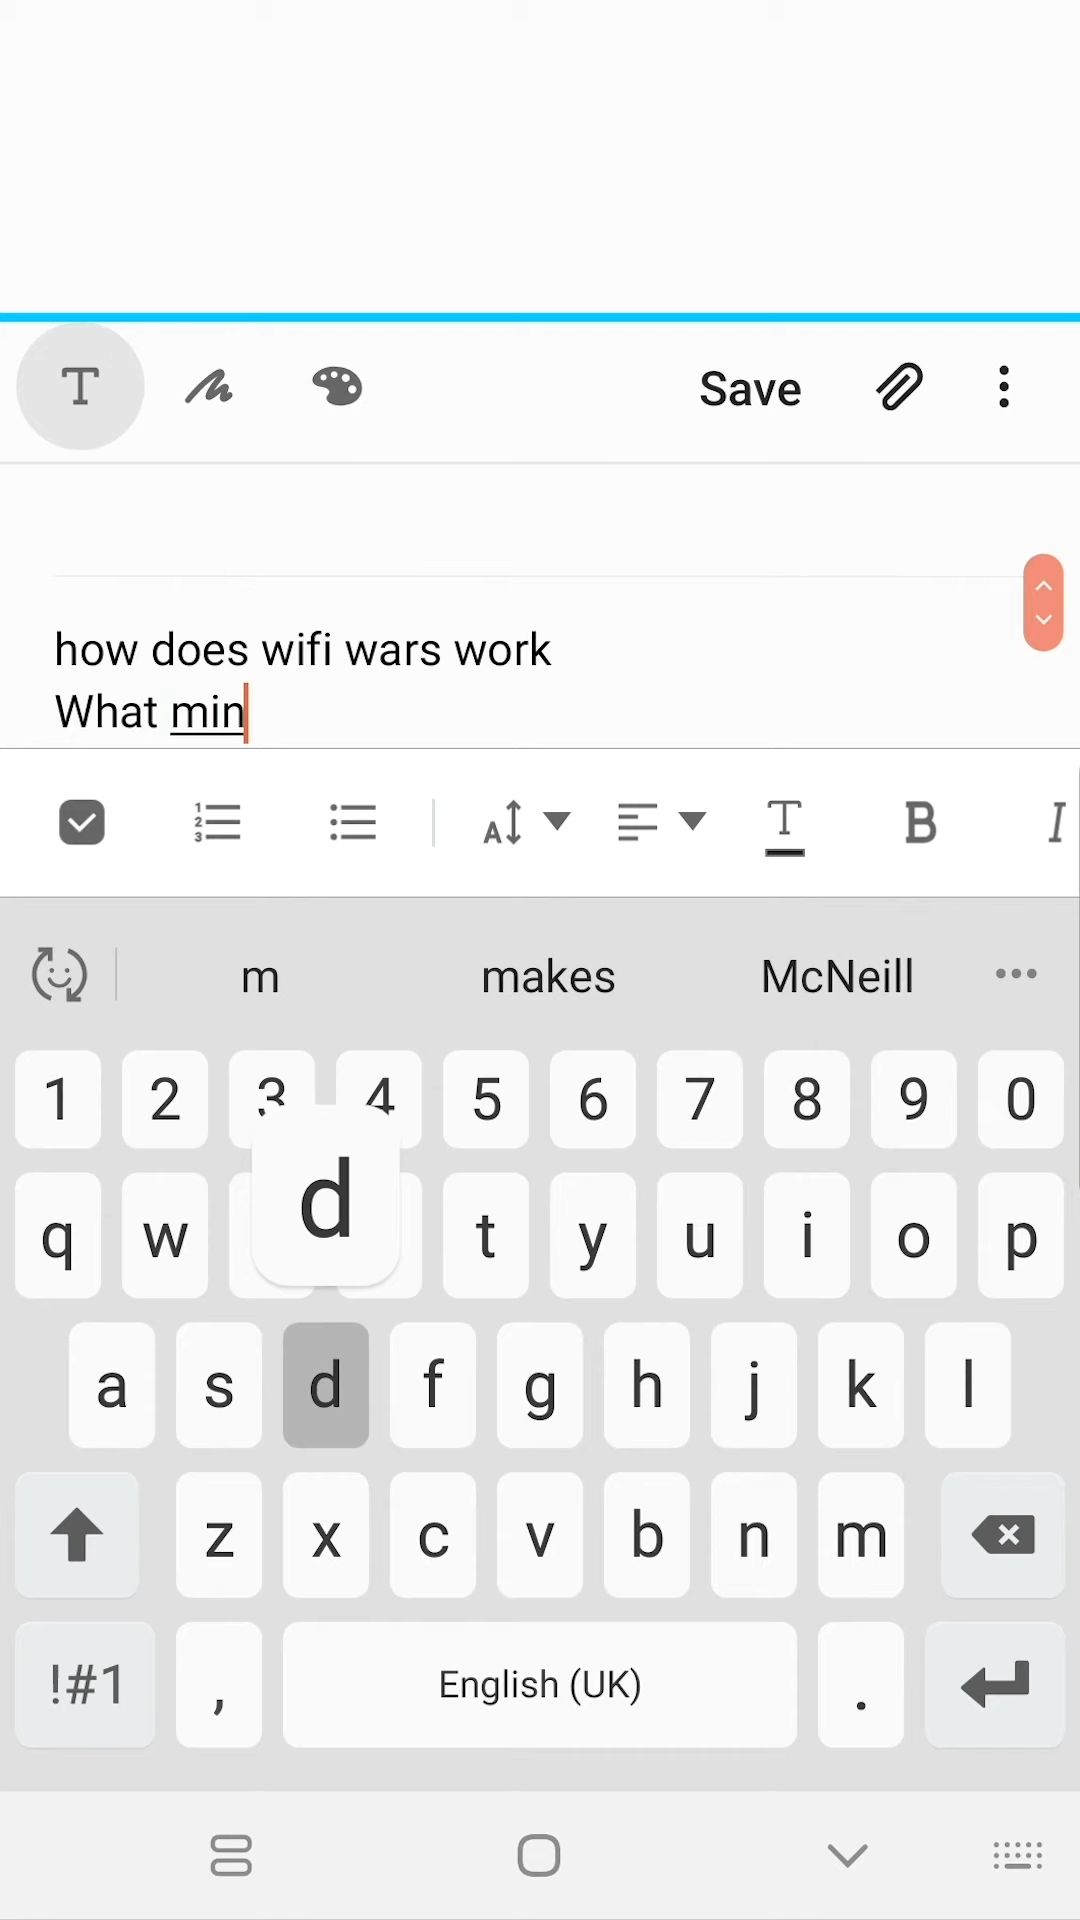 T
Save
how does wifi wars work
What min
A
T
B
I
m makes McNeill
1 2 3 4 5 6 7 8 9 0
d
q w t y u i o p
a s d f g h j k l
z x c v b n m
!#1 , English (UK) .